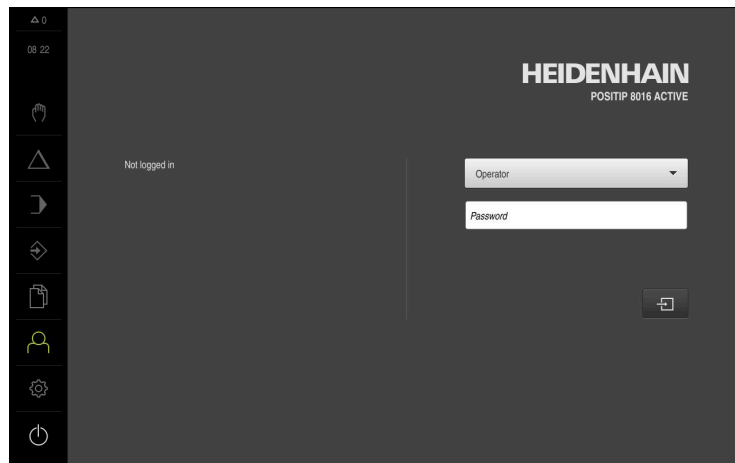 0
08 22
HEIDENHAIN
POSITIP 8016 ACTIVE
Not logged in
Operator
Password